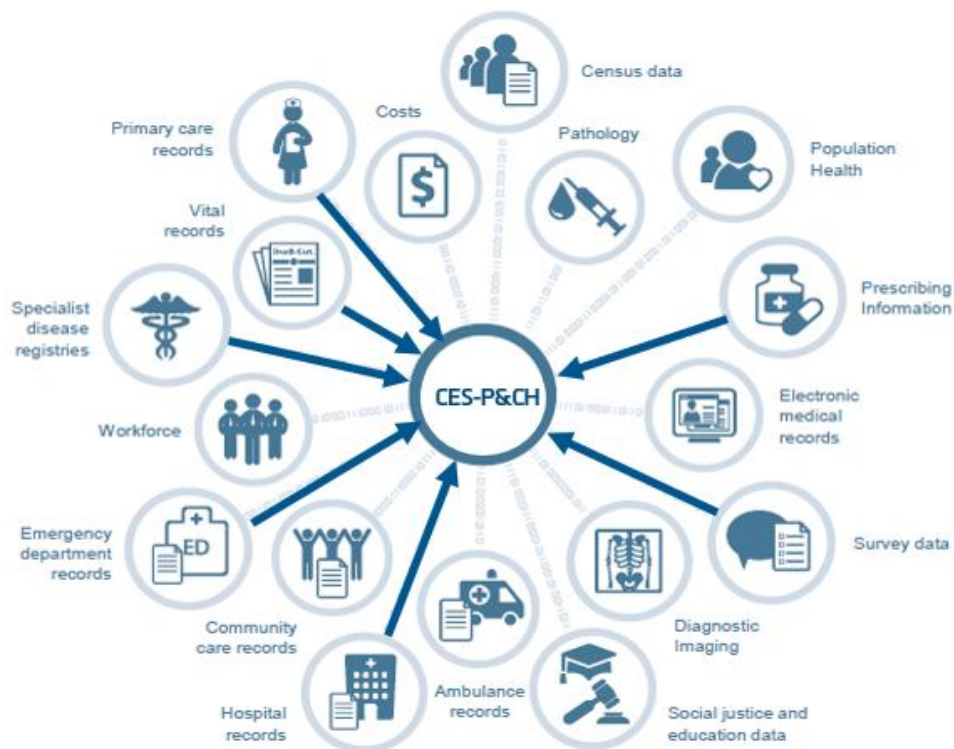 Census data
Costs
Primary care
records
Pathology
Population
Health
Vital
records
Death Cert.
Specialist
disease
registries
Prescribing
Information
CES-P&CH
Electronic
medical
records
Workforce
Emergency
department
records
ED
Survey data
Community
care records
Diagnostic
Imaging
Hospital
records
Ambulance
records
Social justice and
education data